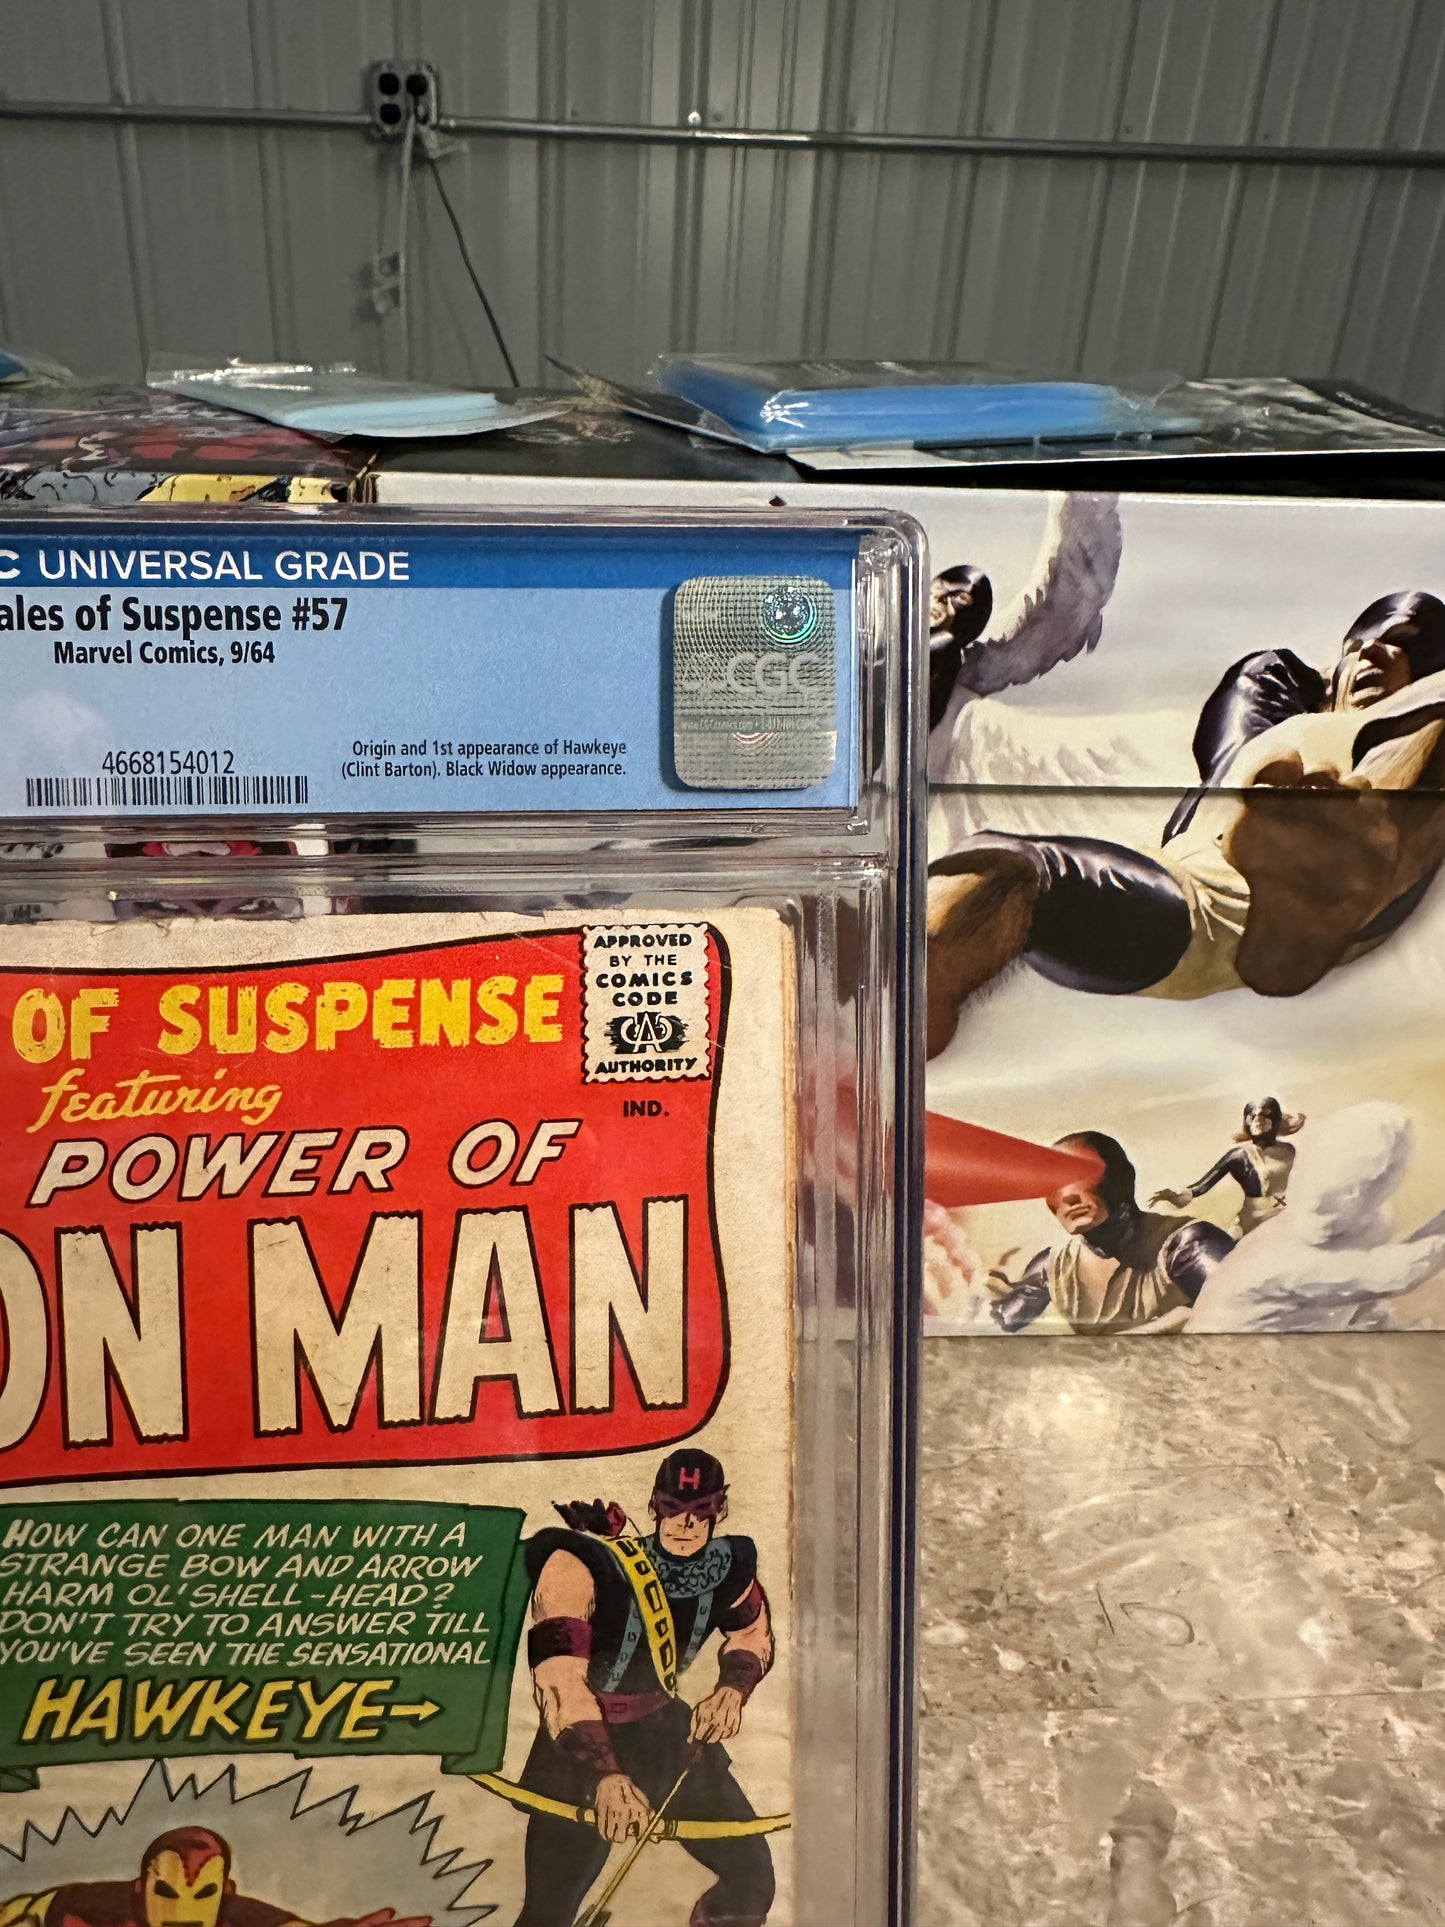 UNIVERSAL GRADE
ales of Suspense #57
Marvel Comics, 9/64
4668154012
Origin and 1st appearance of Hawkeye
(Clint Barton). Black Widow appearance.
CGC
OF SUSPENSE
APPROVED
BY THE
COMICS
CODE
AUTHORITY
featuring
IND.
POWER OF
ON MAN
H
HOW CAN ONE MAN WITH A
STRANGE BOW AND ARROW
HARM OL' SHELL-HEAD?
DON'T TRY TO ANSWER TILL
YOU'VE SEEN THE SENSATIONAL
HAWKEYE→